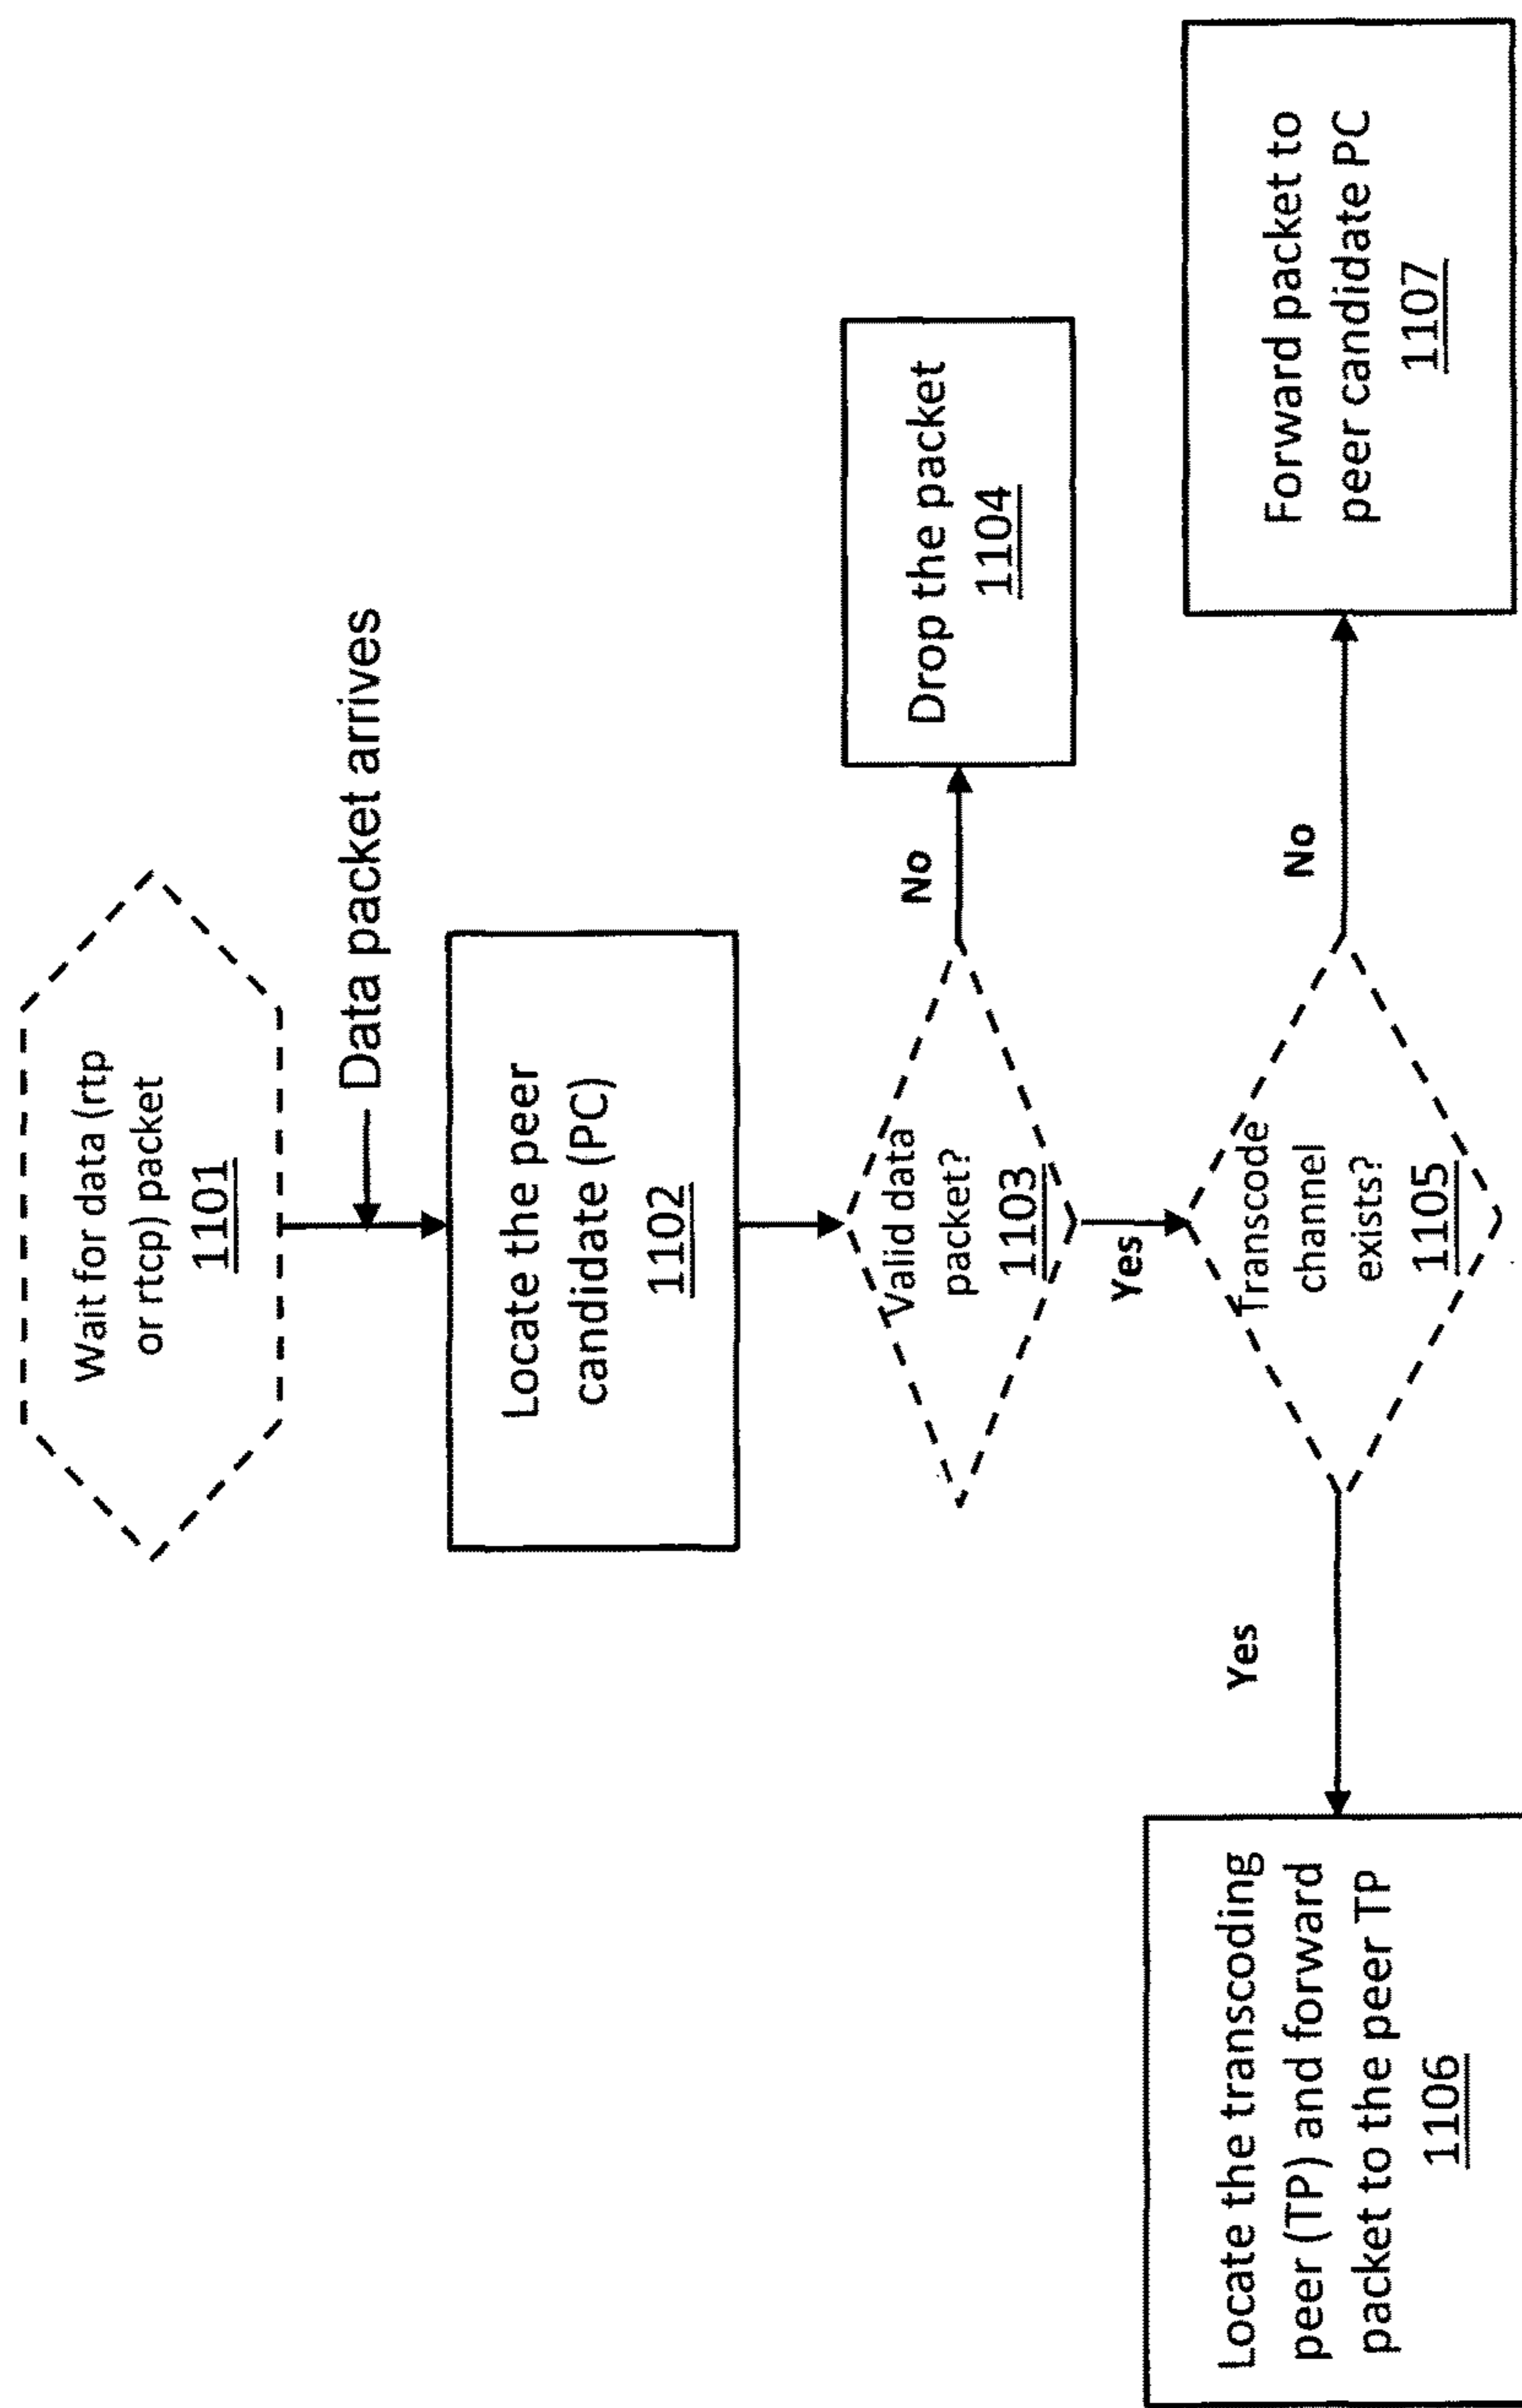 Wait for data (rtp
or rtcp) packet
1101
Data packet arrives
Locate the peer
candidate (PC)
1102
Valid data
packet?
1103
No
Drop the packet
1104
Yes
Transcode
channel
exists?
1105
Yes
Locate the transcoding
peer (TP) and forward
packet to the peer TP
1106
No
Forward packet to
peer candidate PC
1107